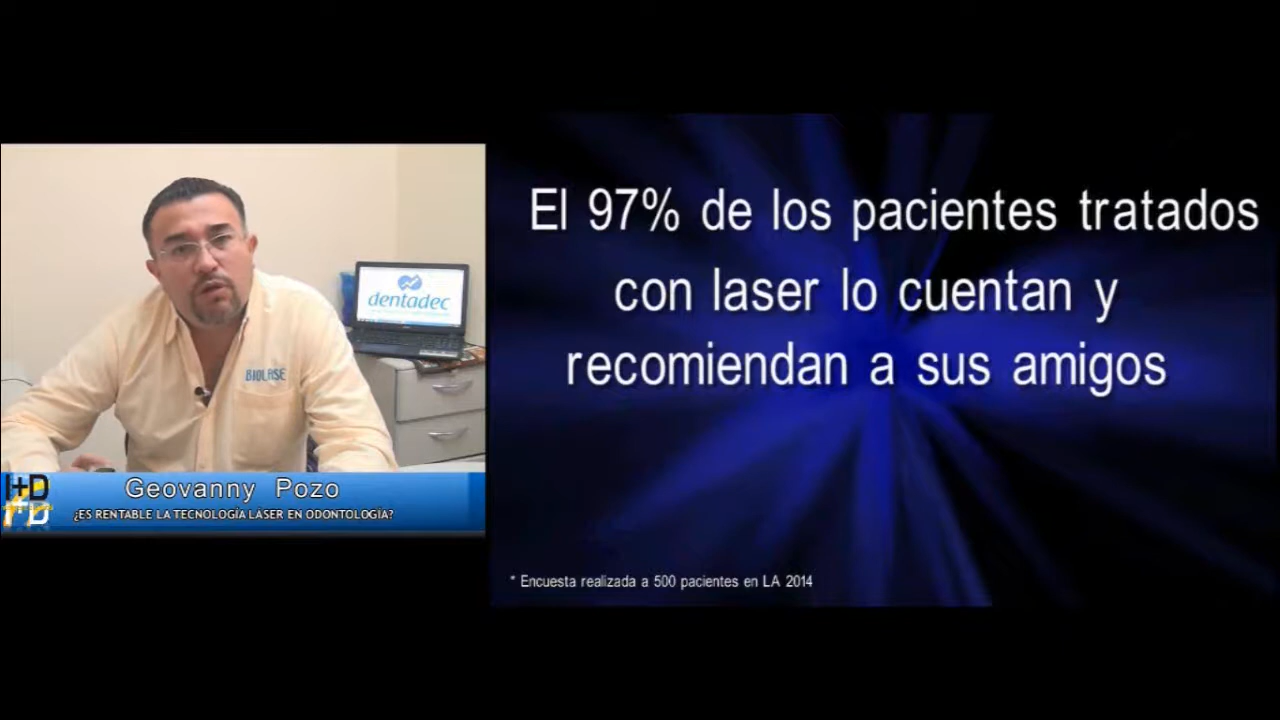 El 97% de los pacientes tratados
con laser lo cuentan y
recomiendan a sus amigos
* Encuesta realizada a 500 pacientes en LA 2014
dentadec
BIOLASE
I+D
Geovanny Pozo
¿ES RENTABLE LA TECNOLOGÍA LÁSER EN ODONTOLOGÍA?